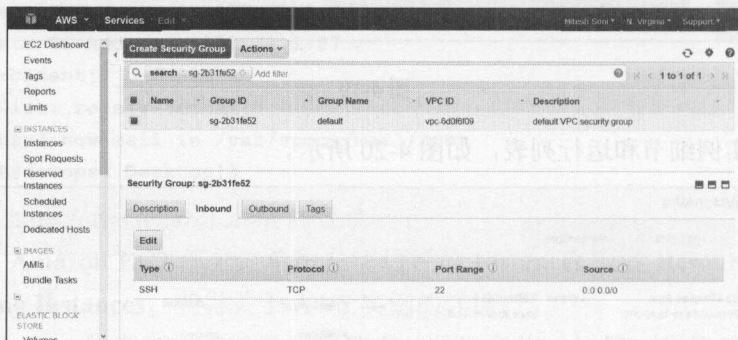 AWS Services Edit Mitesh Soni N. Virginia Support
EC2 Dashboard
Events
Tags
Reports
Limits
INSTANCES
Instances
Spot Requests
Reserved Instances
Scheduled Instances
Dedicated Hosts
IMAGES
AMIs
Bundle Tasks
ELASTIC BLOCK STORE
Volumes
Create Security Group Actions
search : sg-2b31fe52 Add filter 1 to 1 of 1
Name Group ID Group Name VPC ID Description
sg-2b31fe52 default vpc-6d0f6f09 default VPC security group
Security Group: sg-2b31fe52
Description Inbound Outbound Tags
Edit
Type Protocol Port Range Source
SSH TCP 22 0.0.0.0/0